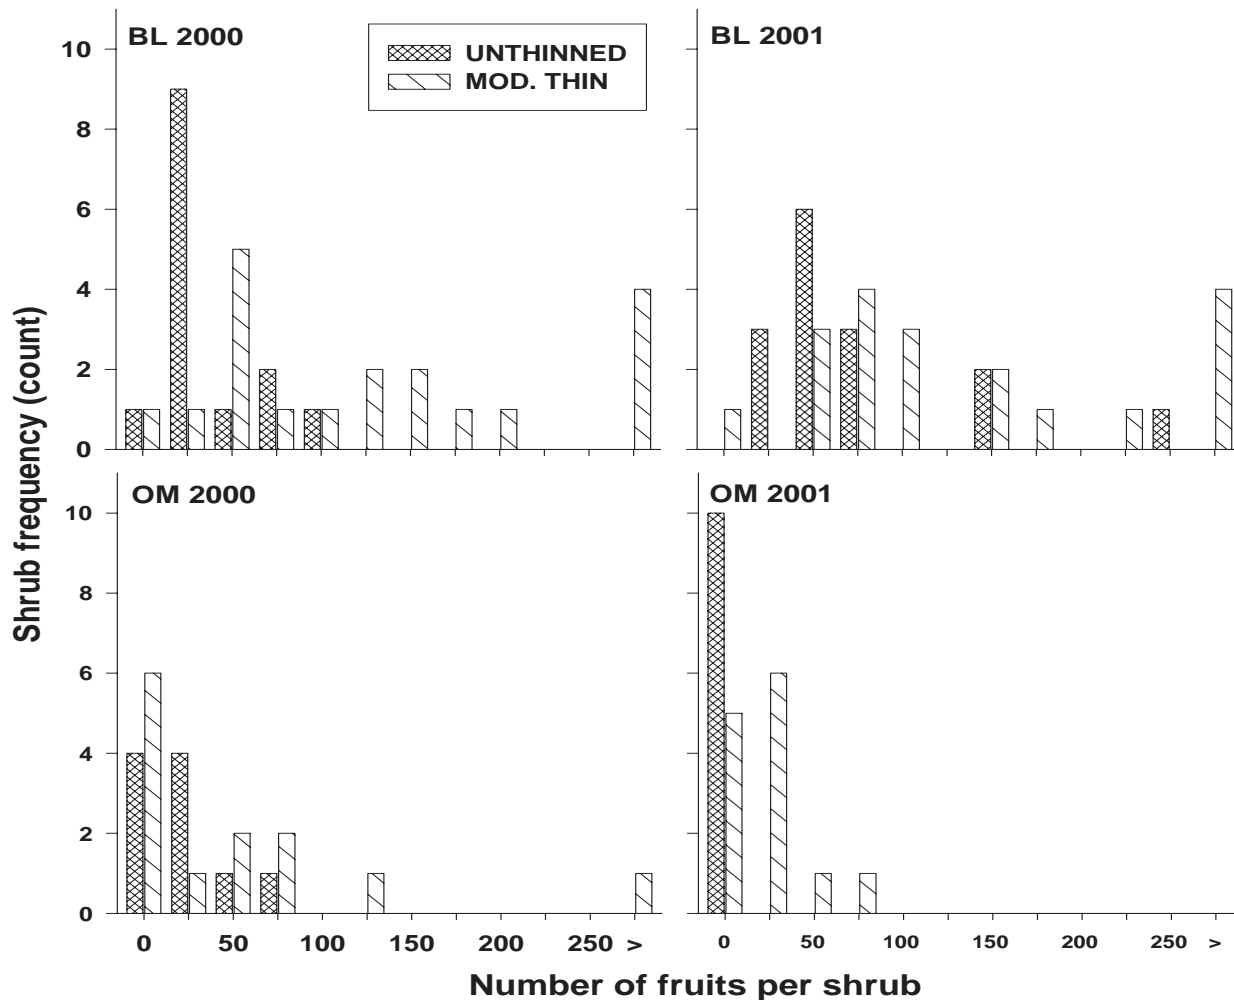 BL 2000
UNTHINNED
MOD. THIN
BL 2001
10
8
6
4
2
0
OM 2000
OM 2001
10
8
6
4
2
0
Shrub frequency (count)
0 50 100 150 200 250 >
0 50 100 150 200 250 >
Number of fruits per shrub